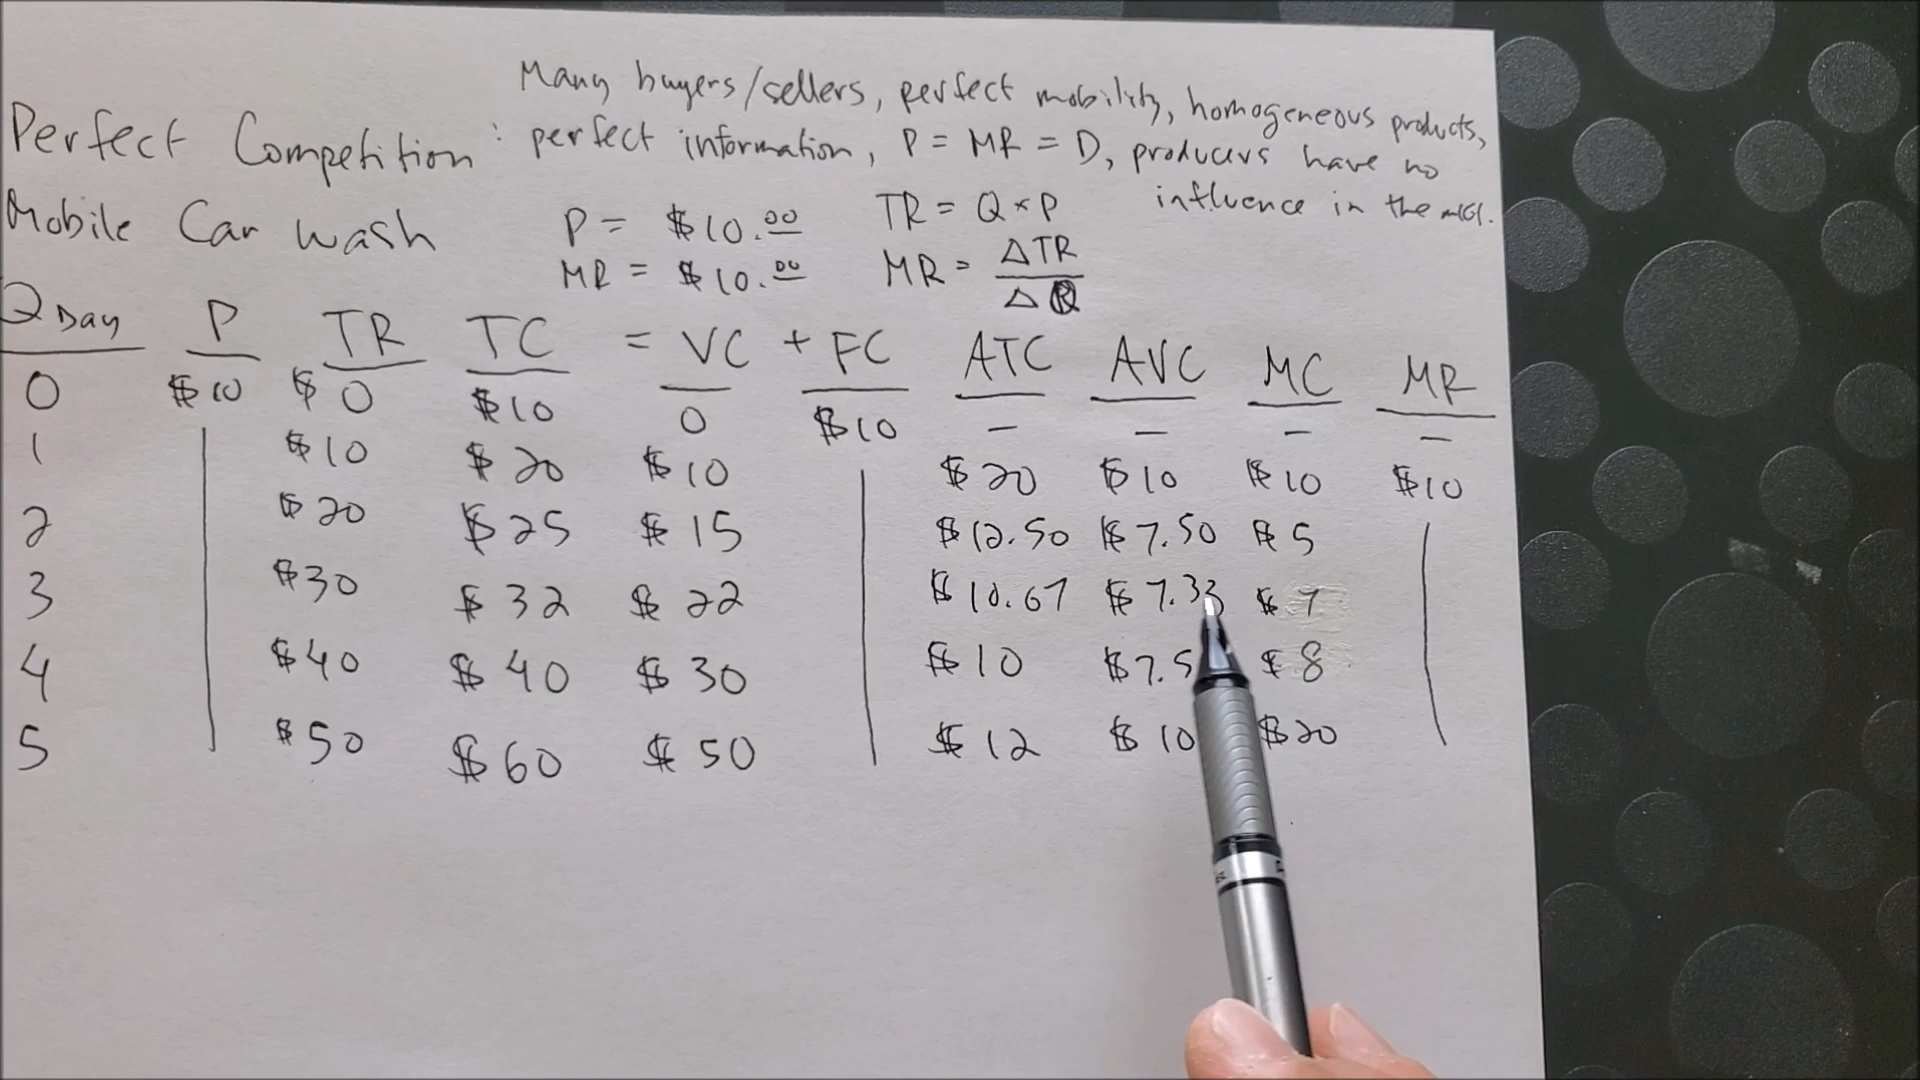 Many buyers/sellers, perfect mobility, homogeneous products,
Perfect Competition : perfect information, P = MR = D, producers have no
influence in the mkt.
Mobile Car Wash P = $10.00 TR = Q × P
MR = $10.00 MR = ΔTR / ΔQ
Q Day P TR TC = VC + FC ATC AVC MC MR
0 $10 $0 $10 0 $10 – – – –
1 $10 $20 $10 $20 $10 $10 $10
2 $20 $25 $15 $12.50 $7.50 $5
3 $30 $32 $22 $10.67 $7.33 $7
4 $40 $40 $30 $10 $7.5 $8
5 $50 $60 $50 $12 $10 $20